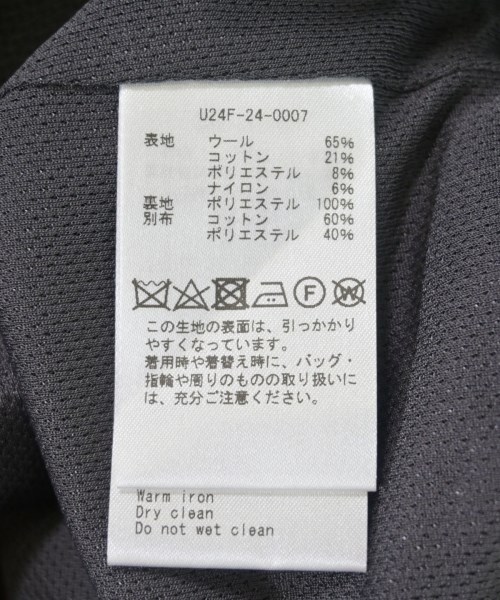 U24F-24-0007
表地 ウール 65%
コットン 21%
ポリエステル 8%
ナイロン 6%
裏地 ポリエステル 100%
別布 コットン 60%
ポリエステル 40%
F W
この生地の表面は、引っかかり
やすくなっています。
着用時や着替え時に、バッグ・
指輪や周りのものの取り扱いに
は、充分ご注意ください。
Warm iron
Dry clean
Do not wet clean